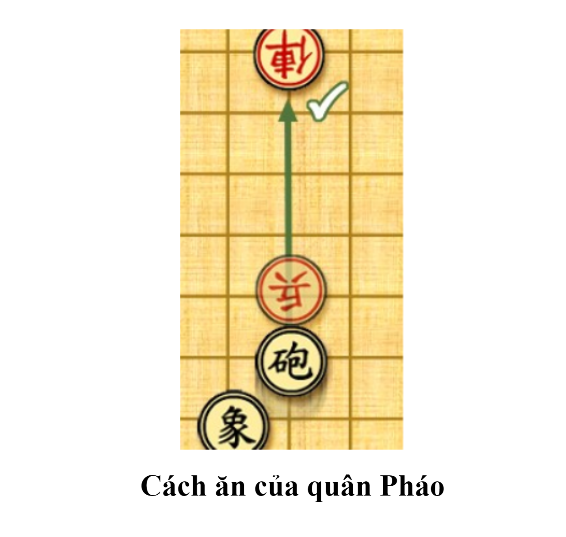 俥
兵
砲
象
Cách ăn của quân Pháo